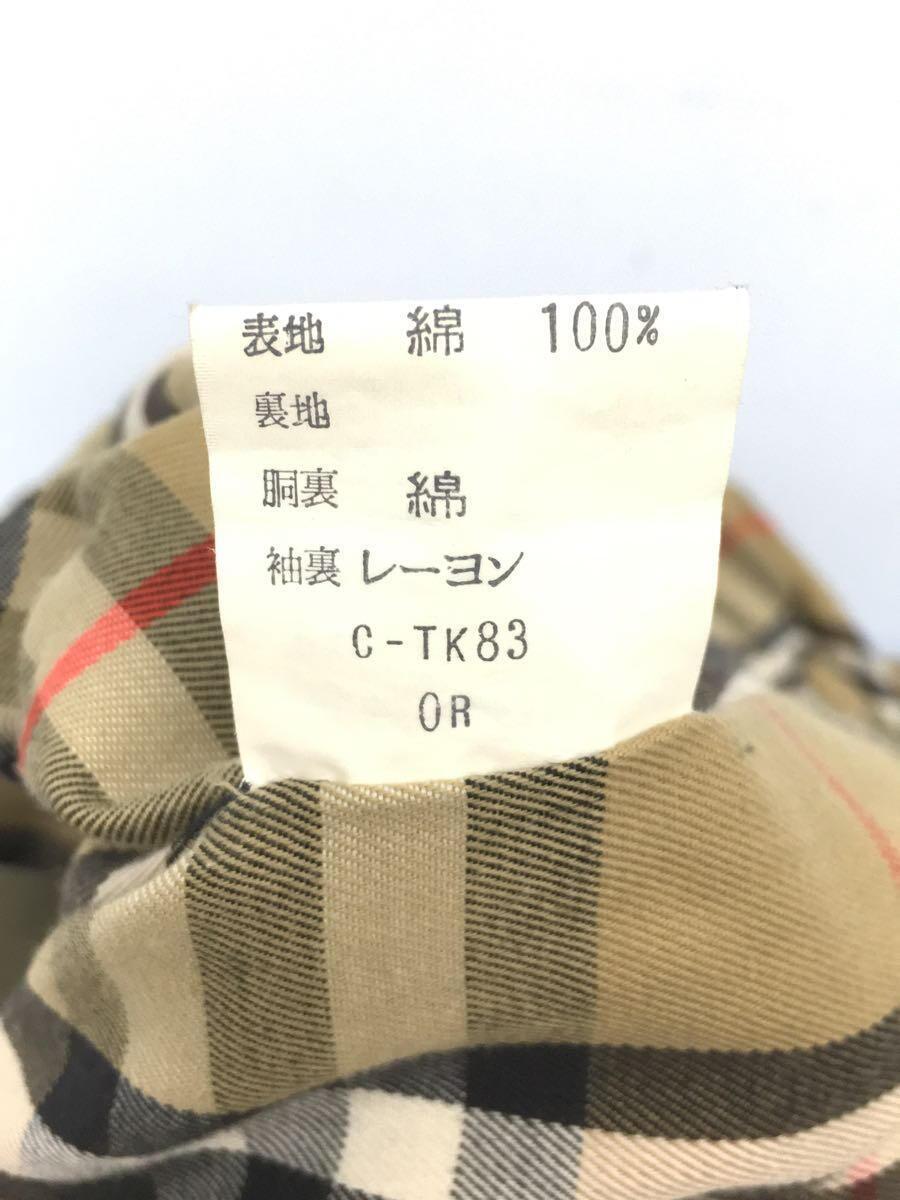 表地 綿 100%
裏地
胴裏 綿
袖裏 レーヨン
C-TK83
OR